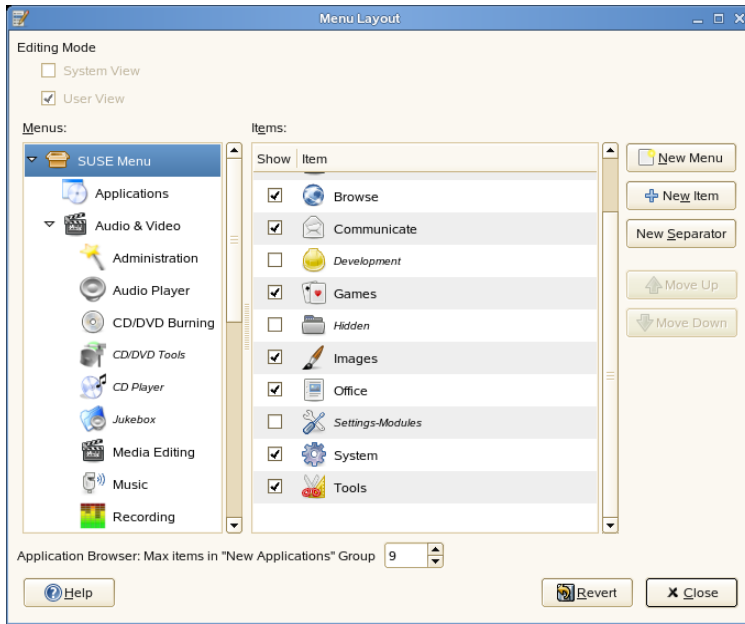 Menu Layout
Editing Mode
System View
User View
Menus:
Items:
SUSE Menu
Applications
Audio & Video
Administration
Audio Player
CD/DVD Burning
CD/DVD Tools
CD Player
Jukebox
Media Editing
Music
Recording
Show Item
Browse
Communicate
Development
Games
Hidden
Images
Office
Settings-Modules
System
Tools
New Menu
New Item
New Separator
Move Up
Move Down
Application Browser: Max items in "New Applications" Group 9
Help
Revert
Close